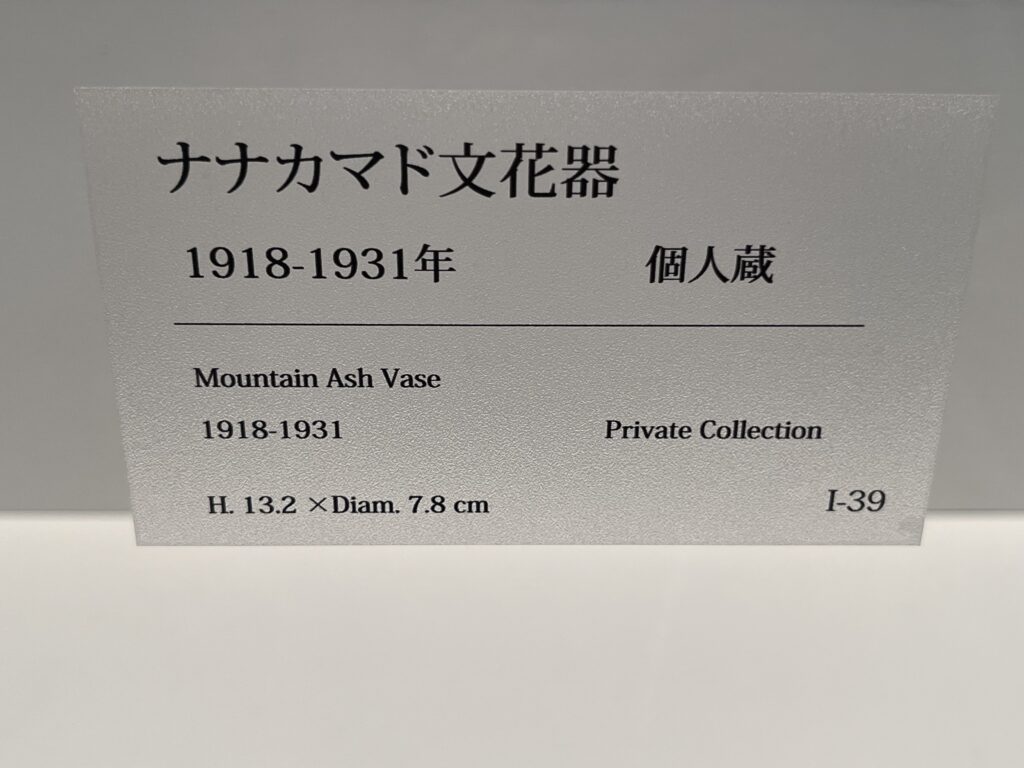 ナナカマド文花器
1918-1931年 個人蔵
Mountain Ash Vase
1918-1931 Private Collection
H. 13.2 ×Diam. 7.8 cm I-39